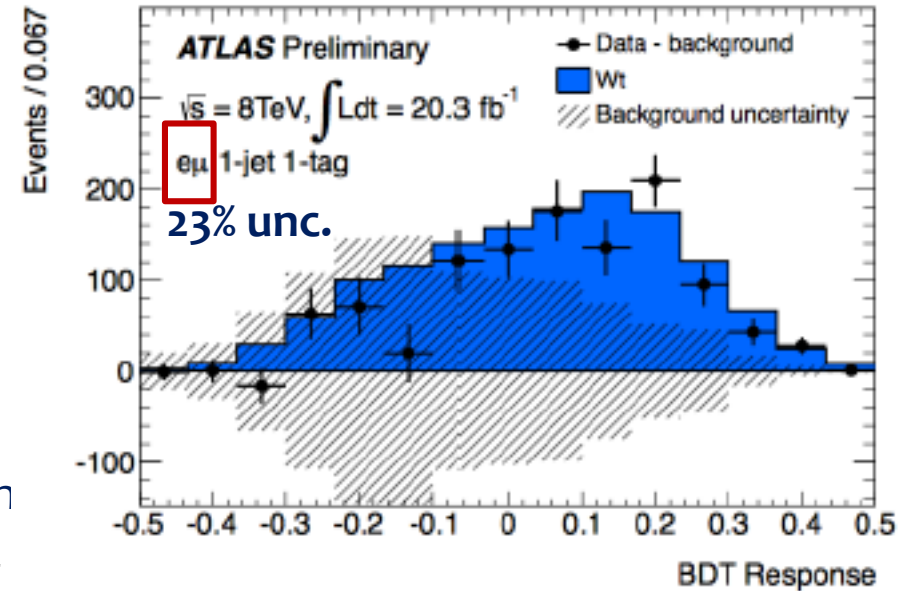 Events / 0.067
ATLAS Preliminary
√s = 8TeV, ∫Ldt = 20.3 fb⁻¹
eμ 1-jet 1-tag
23% unc.
Data - background
Wt
Background uncertainty
300
200
100
0
-100
-0.5 -0.4 -0.3 -0.2 -0.1 0 0.1 0.2 0.3 0.4 0.5
BDT Response